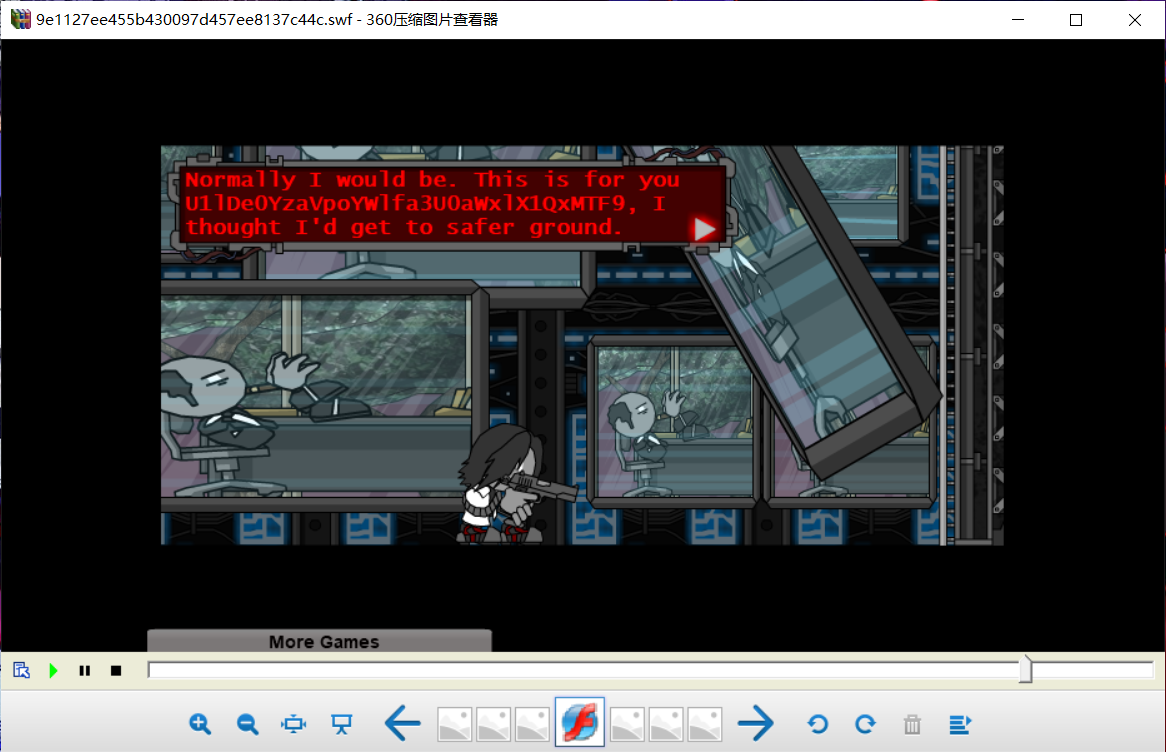 9e1127ee455b430097d457ee8137c44c.swf - 360压缩图片查看器
Normally I would be. This is for you
U1lDe0YzaVpoYWlfa3U0aWxlX1QxMTF9, I
thought I'd get to safer ground.
More Games